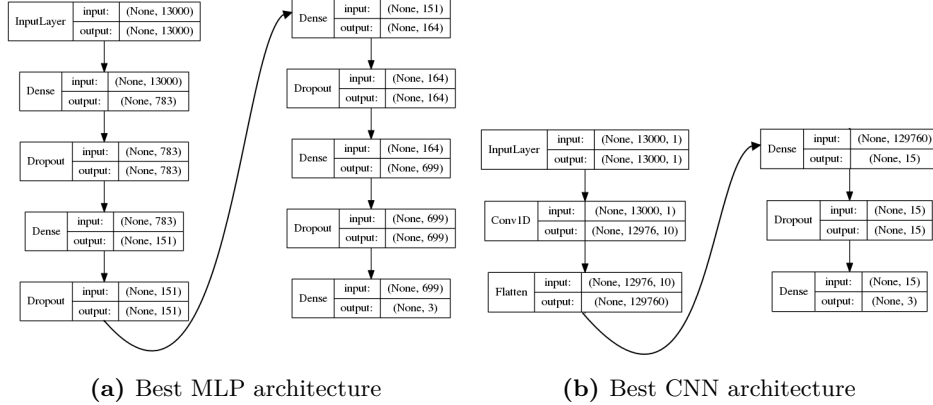 InputLayer input: (None, 13000)
output: (None, 13000)
Dense input: (None, 13000)
output: (None, 783)
Dropout input: (None, 783)
output: (None, 783)
Dense input: (None, 783)
output: (None, 151)
Dropout input: (None, 151)
output: (None, 151)
Dense input: (None, 151)
output: (None, 164)
Dropout input: (None, 164)
output: (None, 164)
Dense input: (None, 164)
output: (None, 699)
Dropout input: (None, 699)
output: (None, 699)
Dense input: (None, 699)
output: (None, 3)
(a) Best MLP architecture
InputLayer input: (None, 13000, 1)
output: (None, 13000, 1)
Conv1D input: (None, 13000, 1)
output: (None, 12976, 10)
Flatten input: (None, 12976, 10)
output: (None, 129760)
Dense input: (None, 129760)
output: (None, 15)
Dropout input: (None, 15)
output: (None, 15)
Dense input: (None, 15)
output: (None, 3)
(b) Best CNN architecture